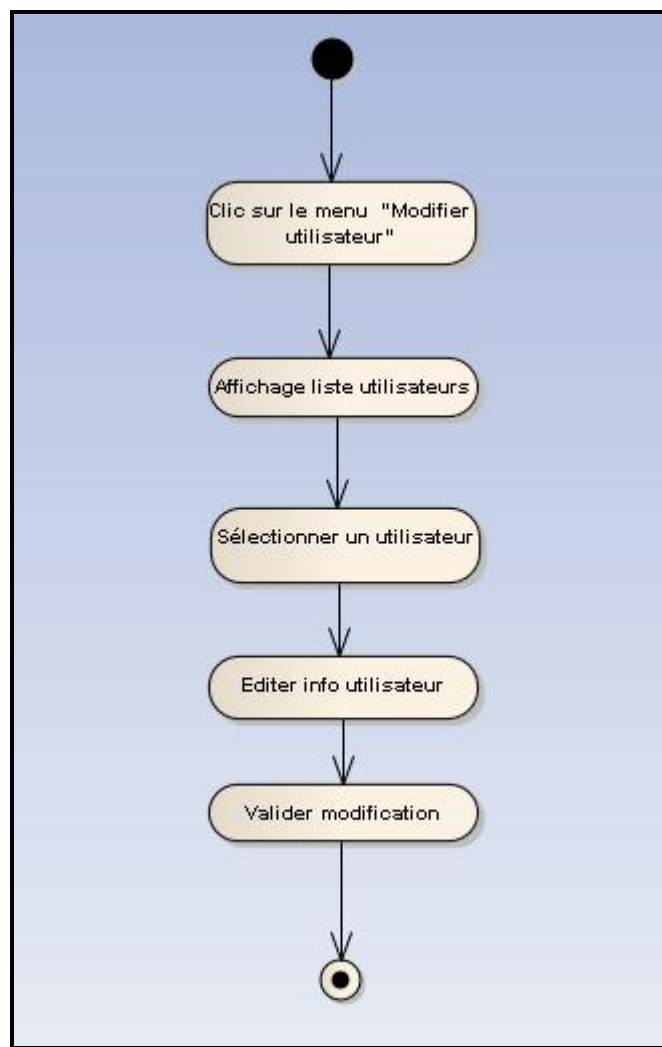 Clic sur le menu "Modifier
utilisateur"
Affichage liste utilisateurs
Sélectionner un utilisateur
Editer info utilisateur
Valider modification